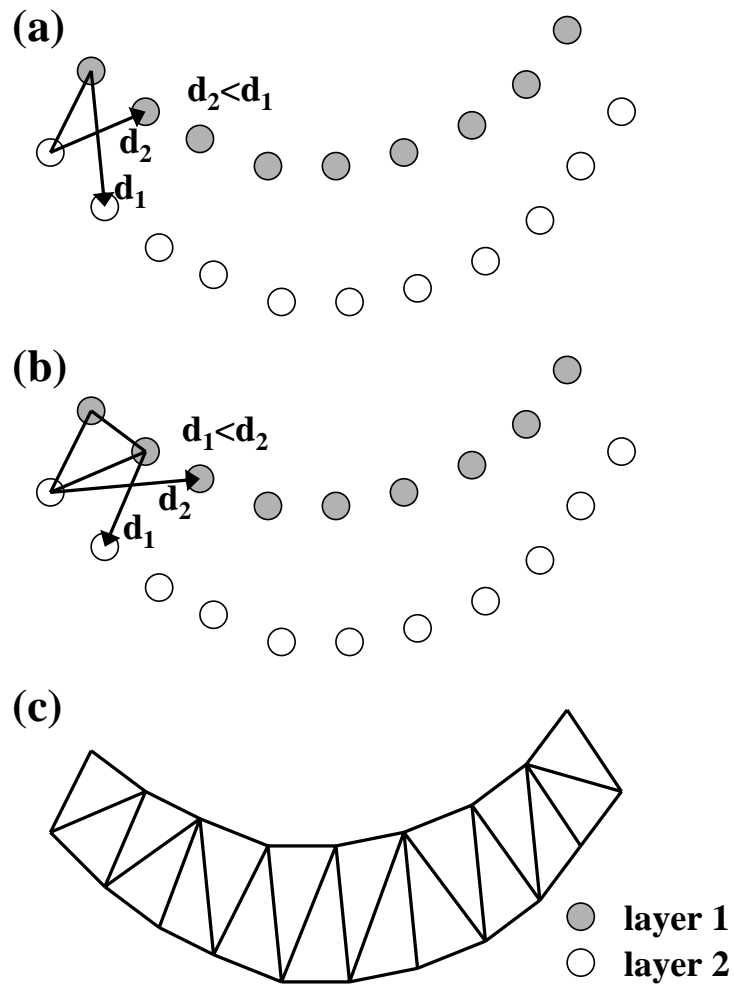 (a)
d₂<d₁
d₂
d₁
(b)
d₁<d₂
d₂
d₁
(c)
layer 1
layer 2